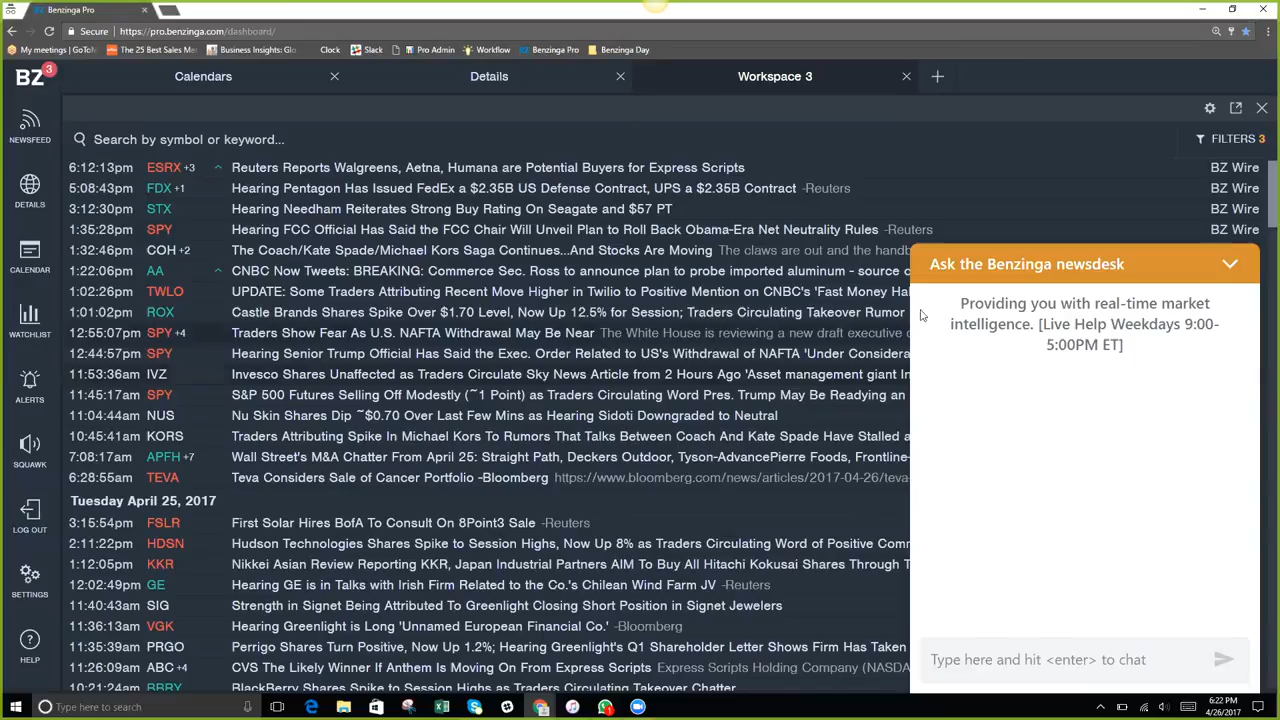 Benzinga Pro
Secure https://pro.benzinga.com/dashboard/
My meetings | GoTo The 25 Best Sales Me Business Insights: Glo Clock Slack Pro Admin Workflow Benzinga Pro Benzinga Day
BZ 3 Calendars Details Workspace 3
Search by symbol or keyword... FILTERS 3
NEWSFEED
DETAILS
CALENDAR
WATCHLIST
ALERTS
SQUAWK
LOG OUT
SETTINGS
HELP
6:12:13pm ESRX +3 Reuters Reports Walgreens, Aetna, Humana are Potential Buyers for Express Scripts BZ Wire
5:08:43pm FDX +1 Hearing Pentagon Has Issued FedEx a $2.35B US Defense Contract, UPS a $2.35B Contract -Reuters BZ Wire
3:12:30pm STX Hearing Needham Reiterates Strong Buy Rating On Seagate and $57 PT BZ Wire
1:35:28pm SPY Hearing FCC Official Has Said the FCC Chair Will Unveil Plan to Roll Back Obama-Era Net Neutrality Rules -Reuters BZ Wire
1:32:46pm COH +2 The Coach/Kate Spade/Michael Kors Saga Continues...And Stocks Are Moving The claws are out and the handb
1:22:06pm AA CNBC Now Tweets: BREAKING: Commerce Sec. Ross to announce plan to probe imported aluminum - source c
1:02:26pm TWLO UPDATE: Some Traders Attributing Recent Move Higher in Twilio to Positive Mention on CNBC's 'Fast Money Ha
1:01:02pm ROX Castle Brands Shares Spike Over $1.70 Level, Now Up 12.5% for Session; Traders Circulating Takeover Rumor
12:55:07pm SPY +4 Traders Show Fear As U.S. NAFTA Withdrawal May Be Near The White House is reviewing a new draft executive o
12:44:57pm SPY Hearing Senior Trump Official Has Said the Exec. Order Related to US's Withdrawal of NAFTA 'Under Considera
11:53:36am IVZ Invesco Shares Unaffected as Traders Circulate Sky News Article from 2 Hours Ago 'Asset management giant In
11:45:17am SPY S&P 500 Futures Selling Off Modestly (~1 Point) as Traders Circulating Word Pres. Trump May Be Readying an
11:04:44am NUS Nu Skin Shares Dip ~$0.70 Over Last Few Mins as Hearing Sidoti Downgraded to Neutral
10:45:41am KORS Traders Attributing Spike In Michael Kors To Rumors That Talks Between Coach And Kate Spade Have Stalled a
7:08:17am APFH +7 Wall Street's M&A Chatter From April 25: Straight Path, Deckers Outdoor, Tyson-AdvancePierre Foods, Frontline-
6:28:55am TEVA Teva Considers Sale of Cancer Portfolio -Bloomberg https://www.bloomberg.com/news/articles/2017-04-26/teva-
Tuesday April 25, 2017
3:15:54pm FSLR First Solar Hires BofA To Consult On 8Point3 Sale -Reuters
2:11:22pm HDSN Hudson Technologies Shares Spike to Session Highs, Now Up 8% as Traders Circulating Word of Positive Com
1:12:05pm KKR Nikkei Asian Review Reporting KKR, Japan Industrial Partners AIM To Buy All Hitachi Kokusai Shares Through T
12:02:49pm GE Hearing GE is in Talks with Irish Firm Related to the Co.'s Chilean Wind Farm JV -Reuters
11:40:43am SIG Strength in Signet Being Attributed To Greenlight Closing Short Position in Signet Jewelers
11:36:13am VGK Hearing Greenlight is Long 'Unnamed European Financial Co.' -Bloomberg
11:35:39am PRGO Perrigo Shares Turn Positive, Now Up 1.2%; Hearing Greenlight's Q1 Shareholder Letter Shows Firm Has Taken
11:26:09am ABC +4 CVS The Likely Winner If Anthem Is Moving On From Express Scripts Express Scripts Holding Company (NASDA
10:21:24am BBRY BlackBerry Shares Spike to Session Highs as Traders Circulating Takeover Chatter
Ask the Benzinga newsdesk
Providing you with real-time market
intelligence. [Live Help Weekdays 9:00-
5:00PM ET]
Type here and hit <enter> to chat
Type here to search
6:22 PM
4/26/2017